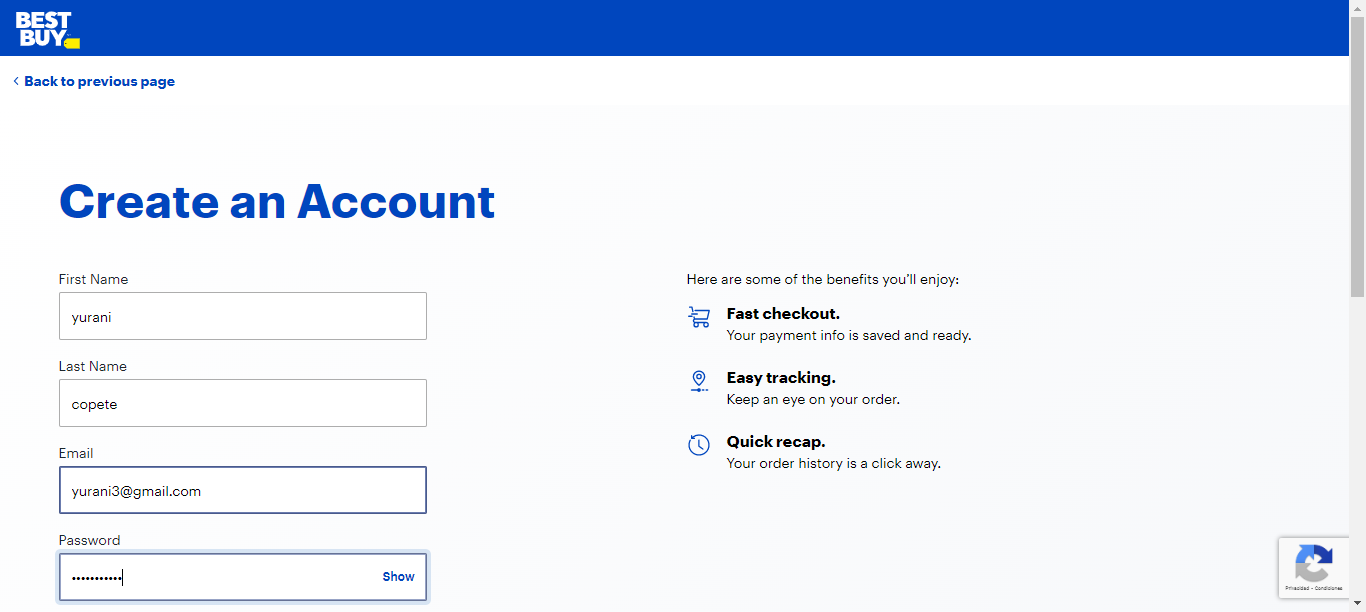 BEST
BUY
Back to previous page
Create an Account
First Name
yurani
Last Name
copete
Email
yurani3@gmail.com
Password
•••••••••••
Show
Here are some of the benefits you'll enjoy:
Fast checkout.
Your payment info is saved and ready.
Easy tracking.
Keep an eye on your order.
Quick recap.
Your order history is a click away.
Privacidad - Condiciones